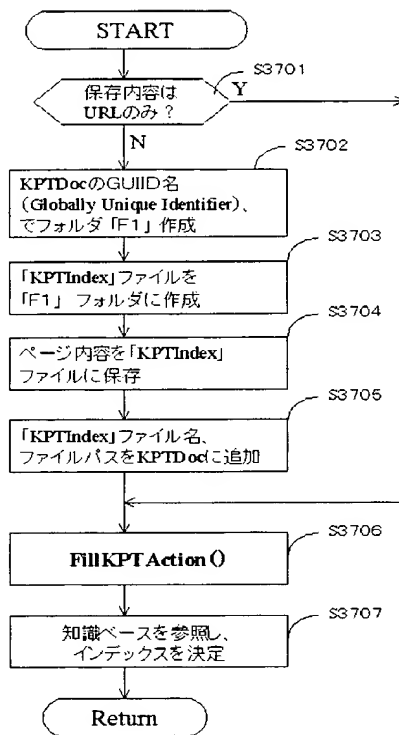 START
S3701
保存内容は
URLのみ？
Y
N
S3702
KPTDocのGUIID名
(Globally Unique Identifier)、
でフォルダ「F1」作成
S3703
「KPTIndex」ファイルを
「F1」フォルダに作成
S3704
ページ内容を「KPTIndex」
ファイルに保存
S3705
「KPTIndex」ファイル名、
ファイルパスをKPTDocに追加
S3706
FillKPTAction()
S3707
知識ベースを参照し、
インデックスを決定
Return